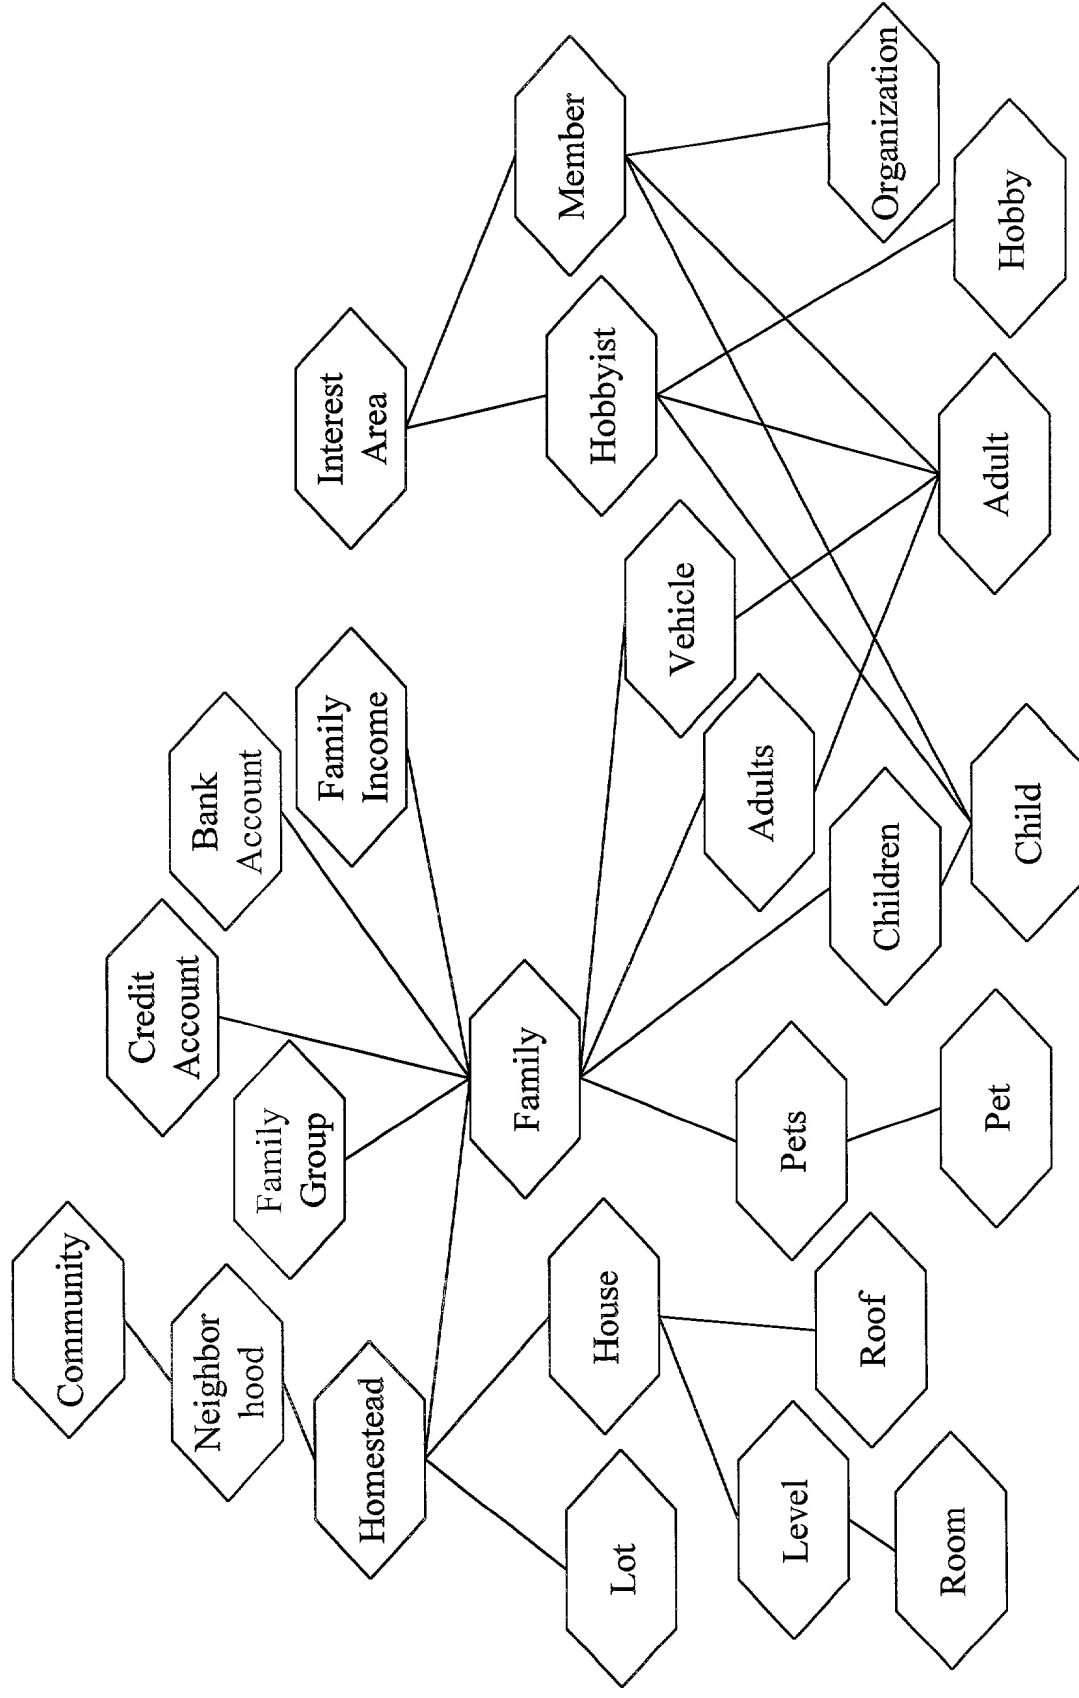 Community
Neighbor
hood
Homestead
Lot
House
Level
Roof
Room
Credit
Account
Bank
Account
Family
Group
Family
Income
Family
Pets
Pet
Children
Child
Adults
Adult
Vehicle
Interest
Area
Hobbyist
Member
Organization
Hobby